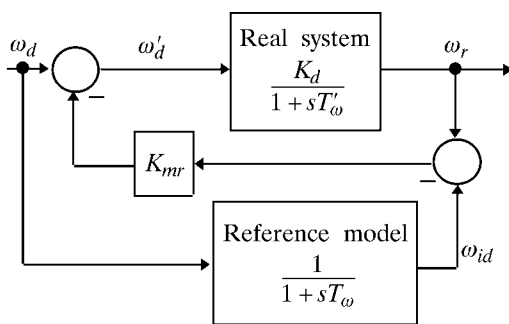 ω_d
ω′_d
Real system
K_d
1 + sT′_ω
ω_r
−
K_mr
−
Reference model
1
1 + sT_ω
ω_id